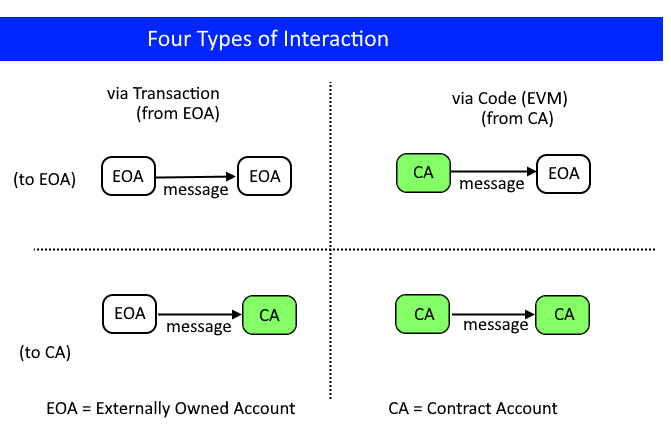 Four Types of Interaction
via Transaction
(from EOA)
via Code (EVM)
(from CA)
(to EOA)
EOA
message
EOA
CA
message
EOA
(to CA)
EOA
message
CA
CA
message
CA
EOA = Externally Owned Account
CA = Contract Account